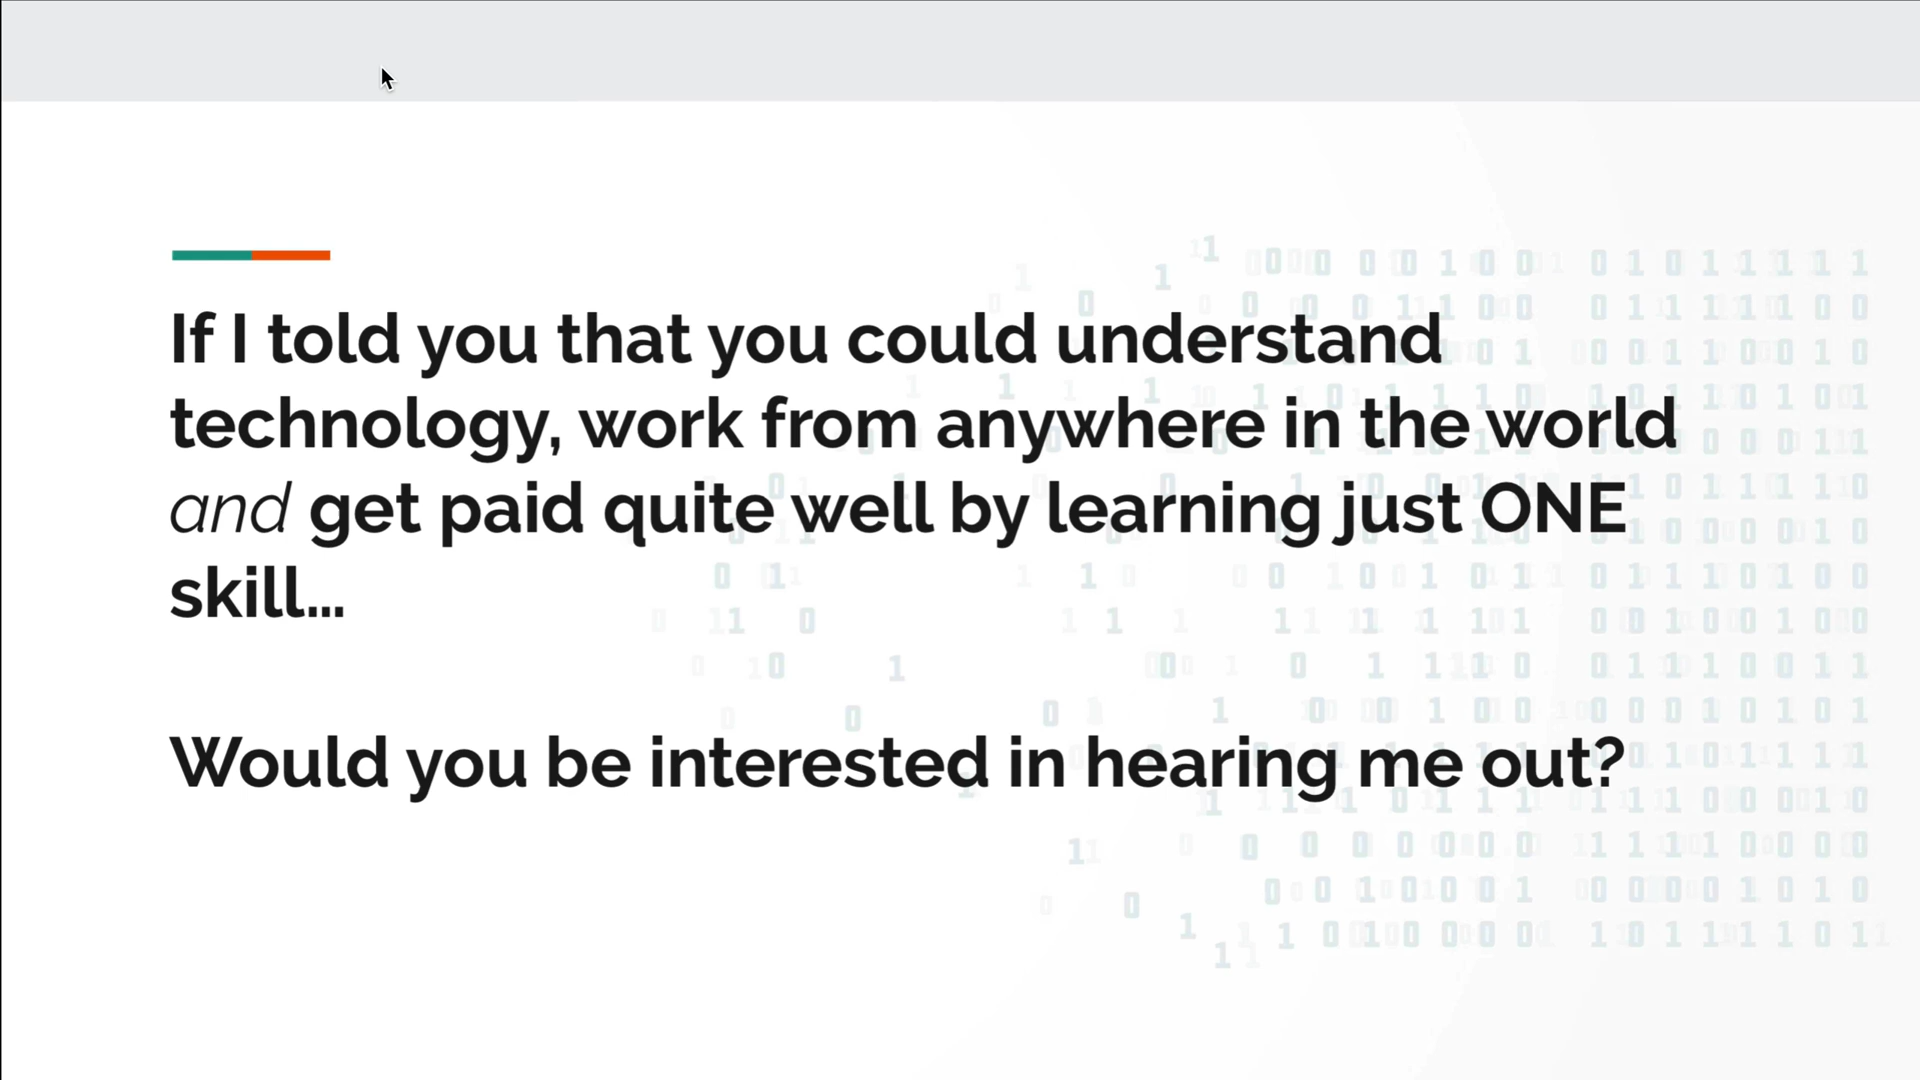 If I told you that you could understand
technology, work from anywhere in the world
and get paid quite well by learning just ONE
skill...
Would you be interested in hearing me out?